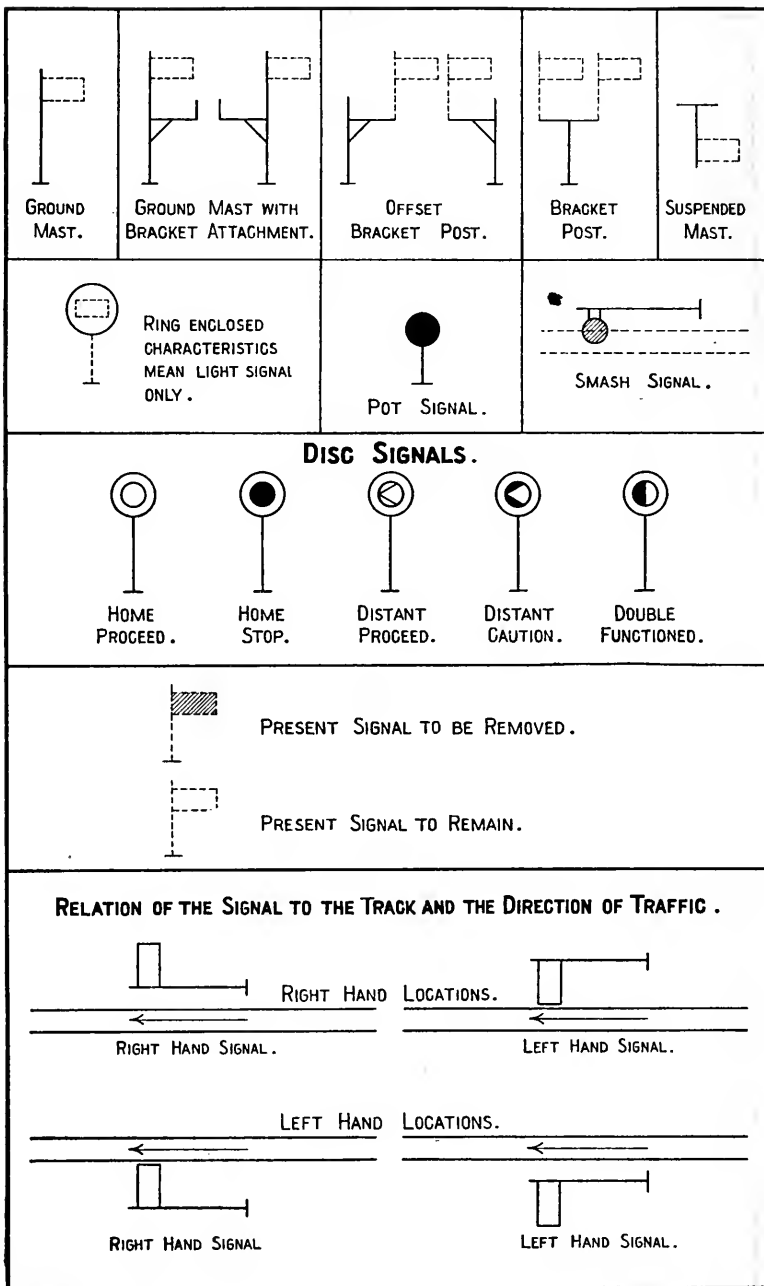 GROUND
MAST.
GROUND MAST WITH
BRACKET ATTACHMENT.
OFFSET
BRACKET POST.
BRACKET
POST.
SUSPENDED
MAST.
RING ENCLOSED
CHARACTERISTICS
MEAN LIGHT SIGNAL
ONLY.
POT SIGNAL.
SMASH SIGNAL.
DISC SIGNALS.
HOME
PROCEED.
HOME
STOP.
DISTANT
PROCEED.
DISTANT
CAUTION.
DOUBLE
FUNCTIONED.
PRESENT SIGNAL TO BE REMOVED.
PRESENT SIGNAL TO REMAIN.
RELATION OF THE SIGNAL TO THE TRACK AND THE DIRECTION OF TRAFFIC.
RIGHT HAND LOCATIONS.
RIGHT HAND SIGNAL.
LEFT HAND SIGNAL.
LEFT HAND LOCATIONS.
RIGHT HAND SIGNAL
LEFT HAND SIGNAL.